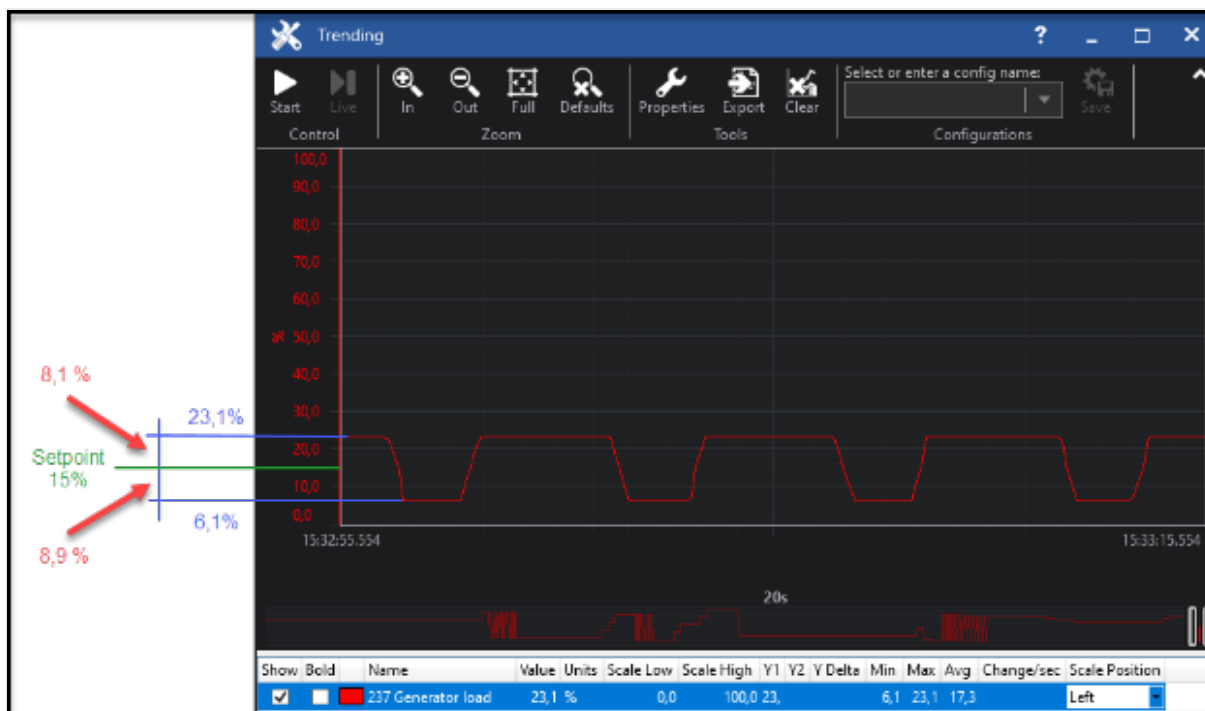 Trending
?
Start Live In Out Full Defaults Properties Export Clear Select or enter a config name: Save
Control Zoom Tools Configurations
100,0
90,0
80,0
70,0
60,0
% 50,0
40,0
30,0
20,0
10,0
0,0
8,1 %
23,1%
Setpoint
15%
6,1%
8,9 %
15:32:55.554 15:33:15.554
20s
Show Bold Name Value Units Scale Low Scale High Y1 Y2 Y Delta Min Max Avg Change/sec Scale Position
237 Generator load 23,1 % 0,0 100,0 23, 6,1 23,1 17,3 Left